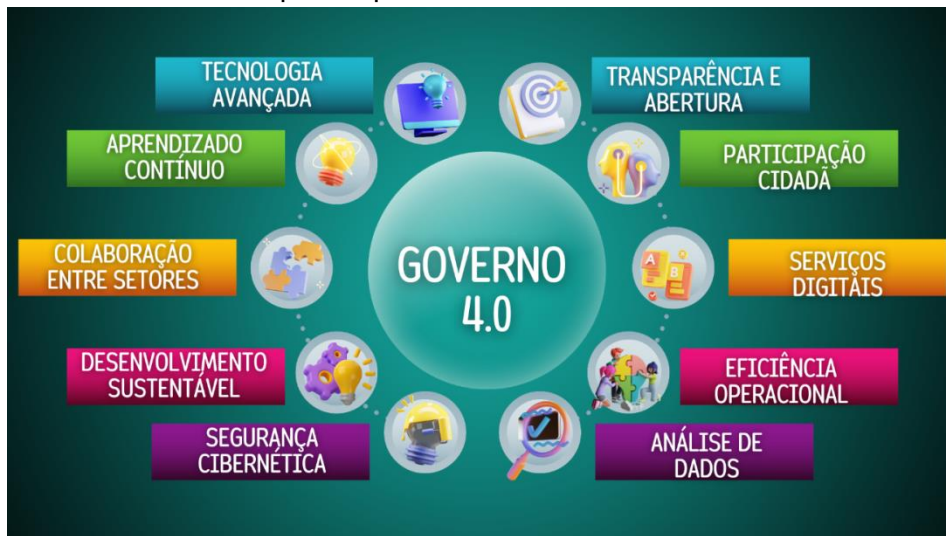 TECNOLOGIA
AVANÇADA
TRANSPARÊNCIA E
ABERTURA
APRENDIZADO
CONTÍNUO
PARTICIPAÇÃO
CIDADÃ
COLABORAÇÃO
ENTRE SETORES
GOVERNO
4.0
SERVIÇOS
DIGITAIS
DESENVOLVIMENTO
SUSTENTÁVEL
EFICIÊNCIA
OPERACIONAL
SEGURANÇA
CIBERNÉTICA
ANÁLISE DE
DADOS
A
B